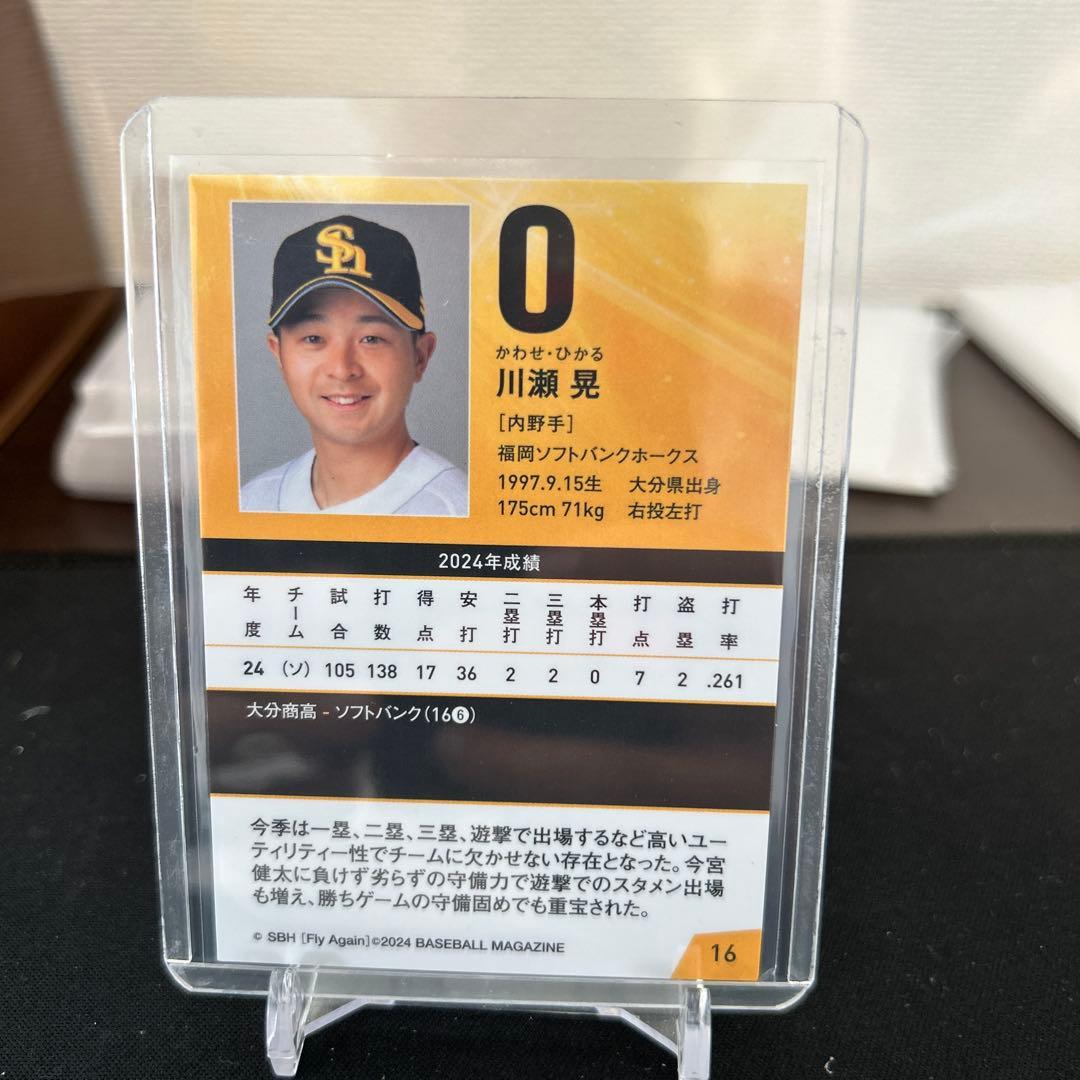 Sh
0
かわせ・ひかる
川瀬 晃
[内野手]
福岡ソフトバンクホークス
1997.9.15生 大分県出身
175cm 71kg 右投左打
2024年成績
年度 チーム 試合 打数 得点 安打 二塁打 三塁打 本塁打 打点 盗塁 打率
24 (ソ) 105 138 17 36 2 2 0 7 2 .261
大分商高 - ソフトバンク(16❻)
今季は一塁、二塁、三塁、遊撃で出場するなど高いユー
ティリティー性でチームに欠かせない存在となった。今宮
健太に負けず劣らずの守備力で遊撃でのスタメン出場
も増え、勝ちゲームの守備固めでも重宝された。
© SBH [Fly Again]©2024 BASEBALL MAGAZINE
16